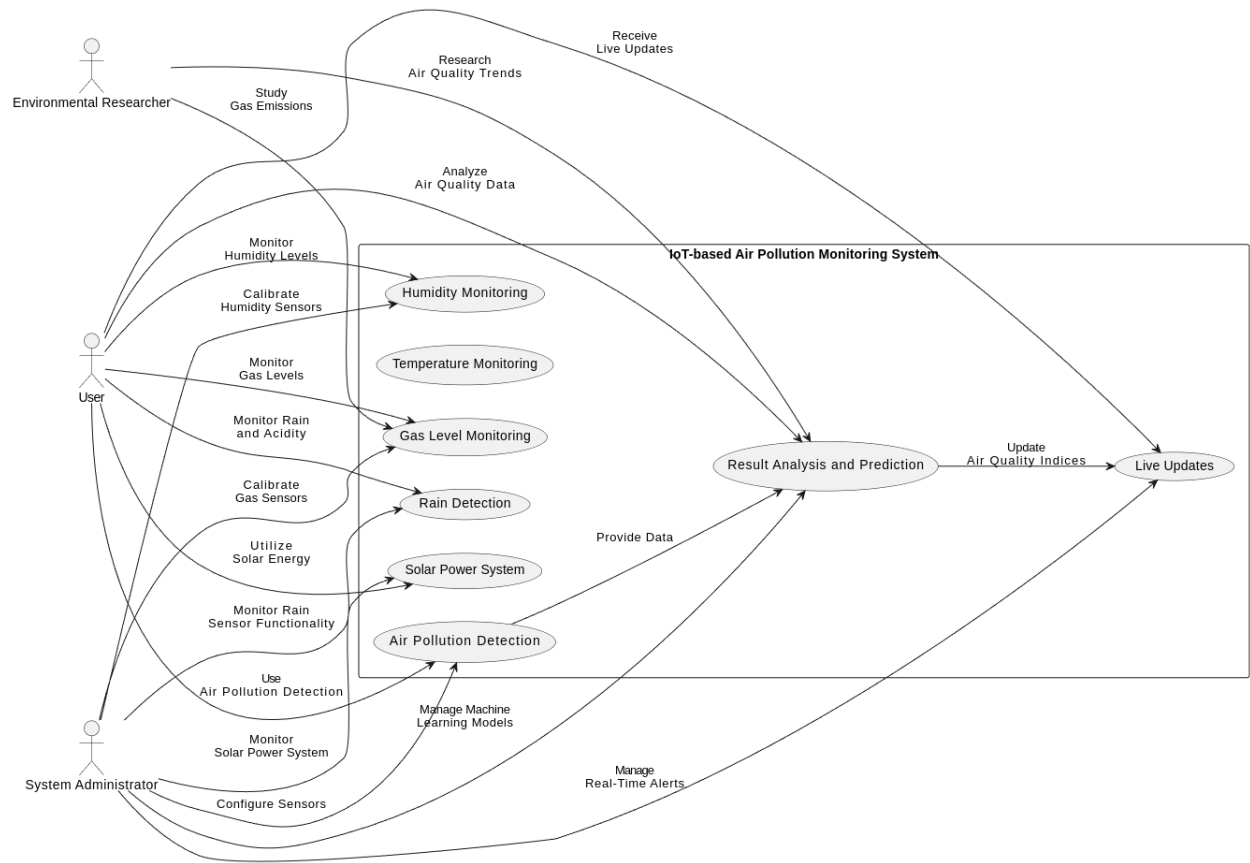 Receive
Live Updates
Research
Air Quality Trends
Study
Gas Emissions
Environmental Researcher
Analyze
Air Quality Data
Monitor
Humidity Levels
IoT-based Air Pollution Monitoring System
Humidity Monitoring
Calibrate
Humidity Sensors
Temperature Monitoring
Monitor
Gas Levels
User
Monitor Rain
and Acidity
Gas Level Monitoring
Update
Air Quality Indices
Result Analysis and Prediction
Live Updates
Calibrate
Gas Sensors
Rain Detection
Utilize
Solar Energy
Provide Data
Solar Power System
Monitor Rain
Sensor Functionality
Air Pollution Detection
Use
Air Pollution Detection
Manage Machine
Learning Models
Monitor
Solar Power System
System Administrator
Manage
Real-Time Alerts
Configure Sensors